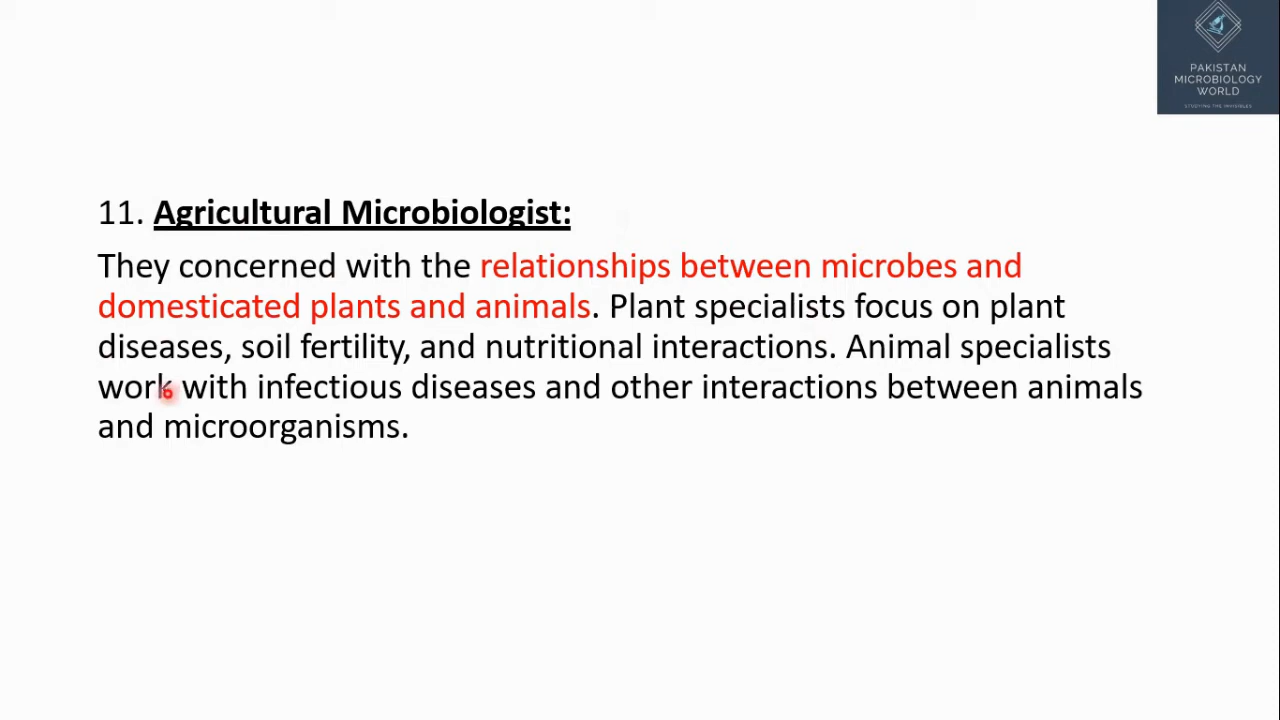 PAKISTAN
MICROBIOLOGY
WORLD
STUDYING THE INVISIBLES
11. Agricultural Microbiologist:
They concerned with the relationships between microbes and
domesticated plants and animals. Plant specialists focus on plant
diseases, soil fertility, and nutritional interactions. Animal specialists
work with infectious diseases and other interactions between animals
and microorganisms.